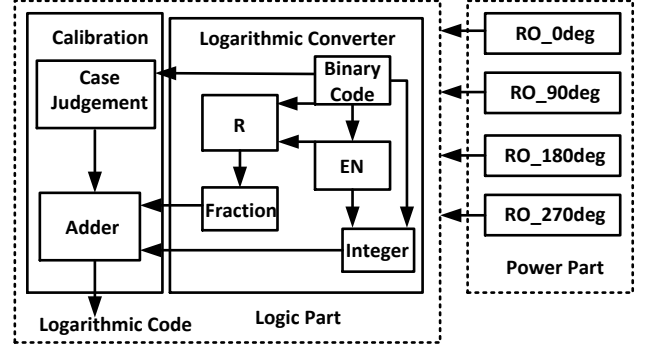 Calibration
Logarithmic Converter
Case
Judgement
Binary
Code
R
EN
Fraction
Adder
Integer
Logarithmic Code
Logic Part
RO_0deg
RO_90deg
RO_180deg
RO_270deg
Power Part